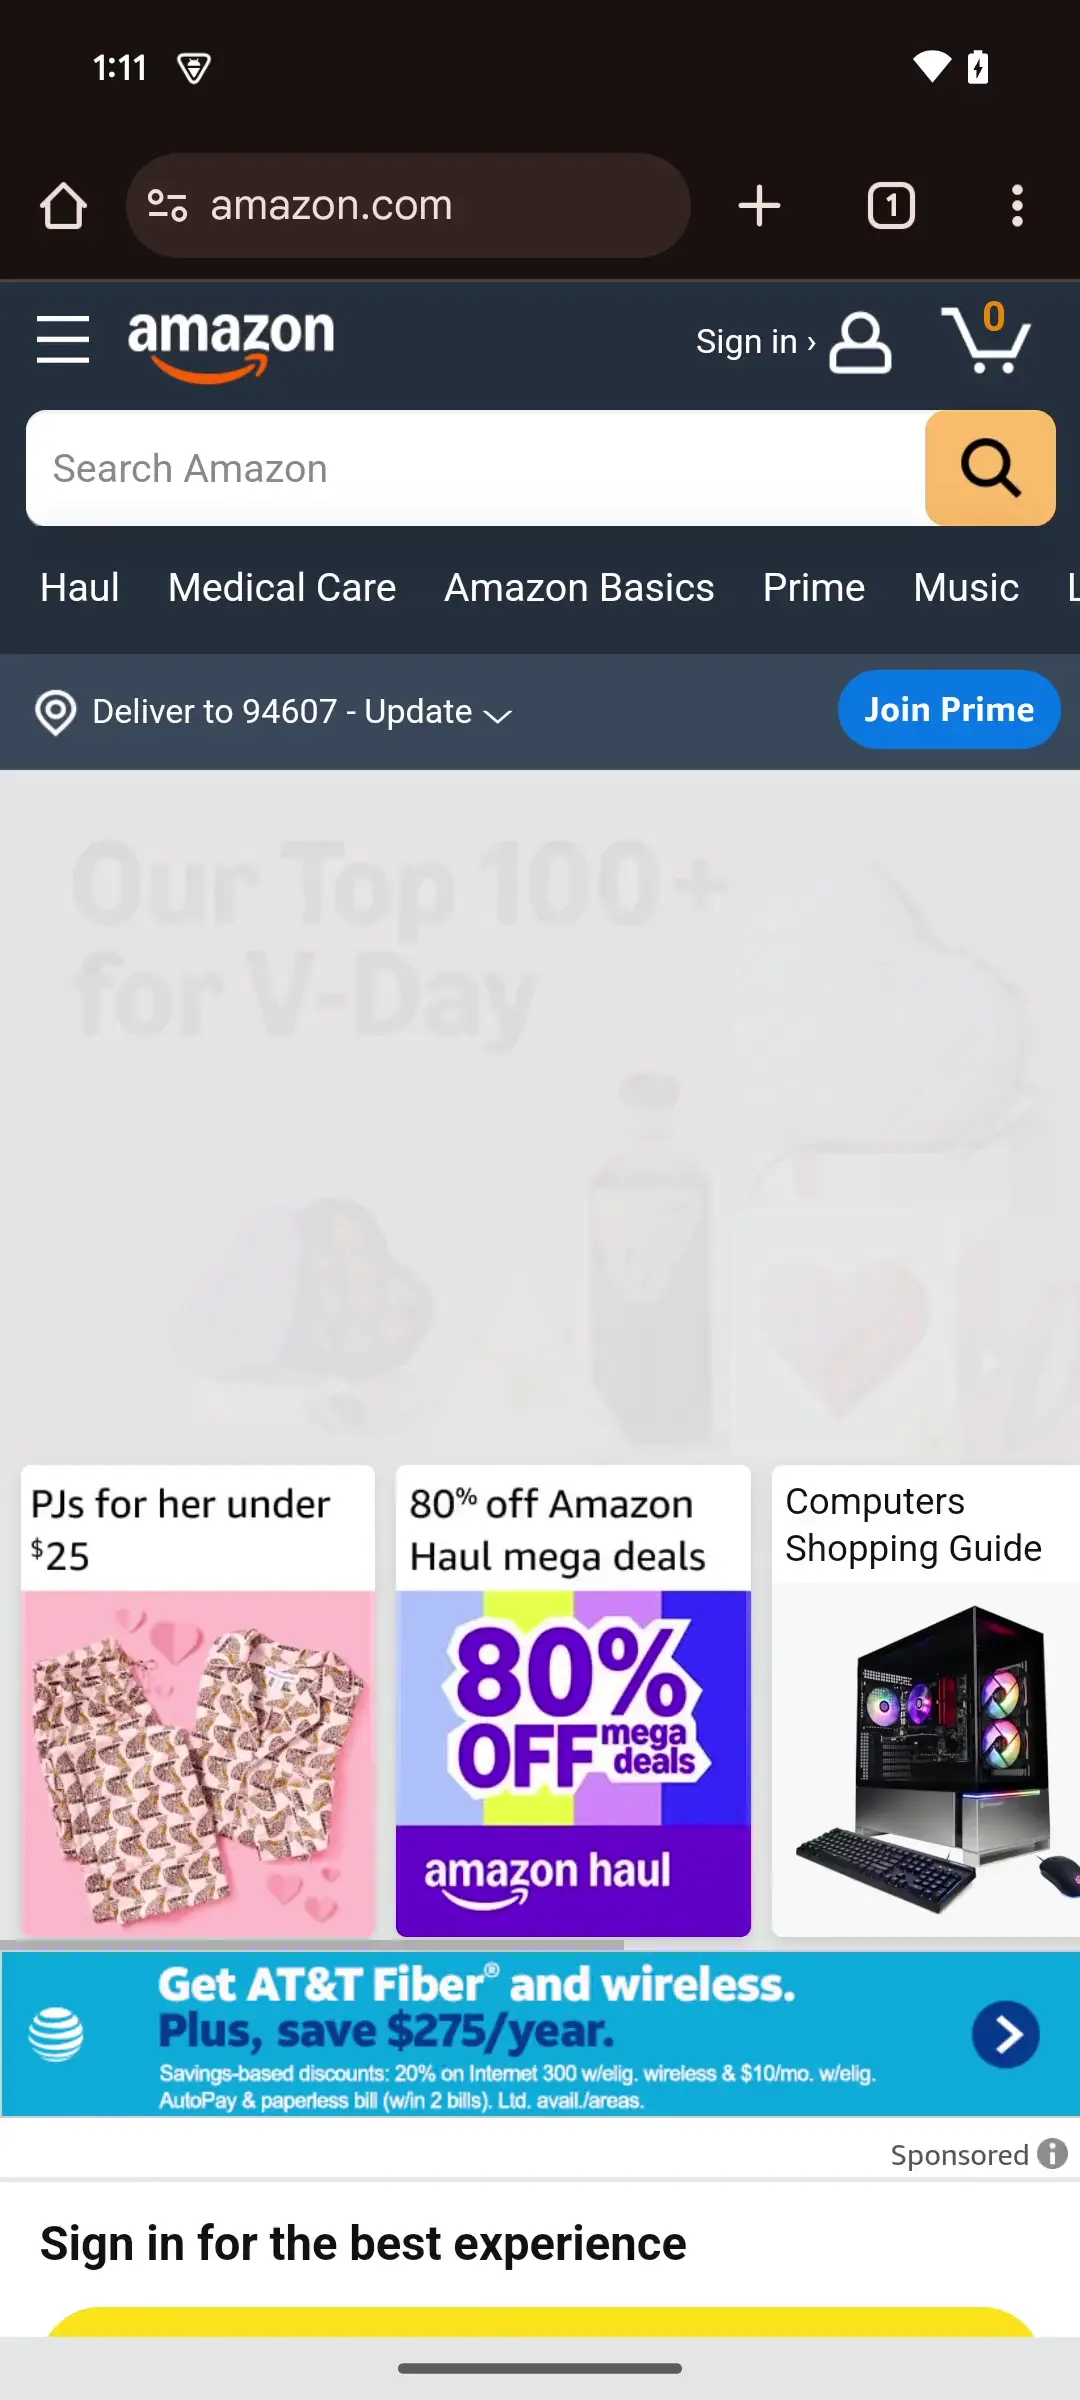 1:11
amazon.com
1
amazon
Sign in ›
0
Search Amazon
Haul Medical Care Amazon Basics Prime Music L
Deliver to 94607 - Update
Join Prime
Our Top 100+
for V-Day
PJs for her under
$25
80% off Amazon
Haul mega deals
80%
OFF mega
deals
amazon haul
Computers
Shopping Guide
Get AT&T Fiber® and wireless.
Plus, save $275/year.
Savings-based discounts: 20% on Internet 300 w/elig. wireless & $10/mo. w/elig.
AutoPay & paperless bill (w/in 2 bills). Ltd. avail./areas.
Sponsored
Sign in for the best experience